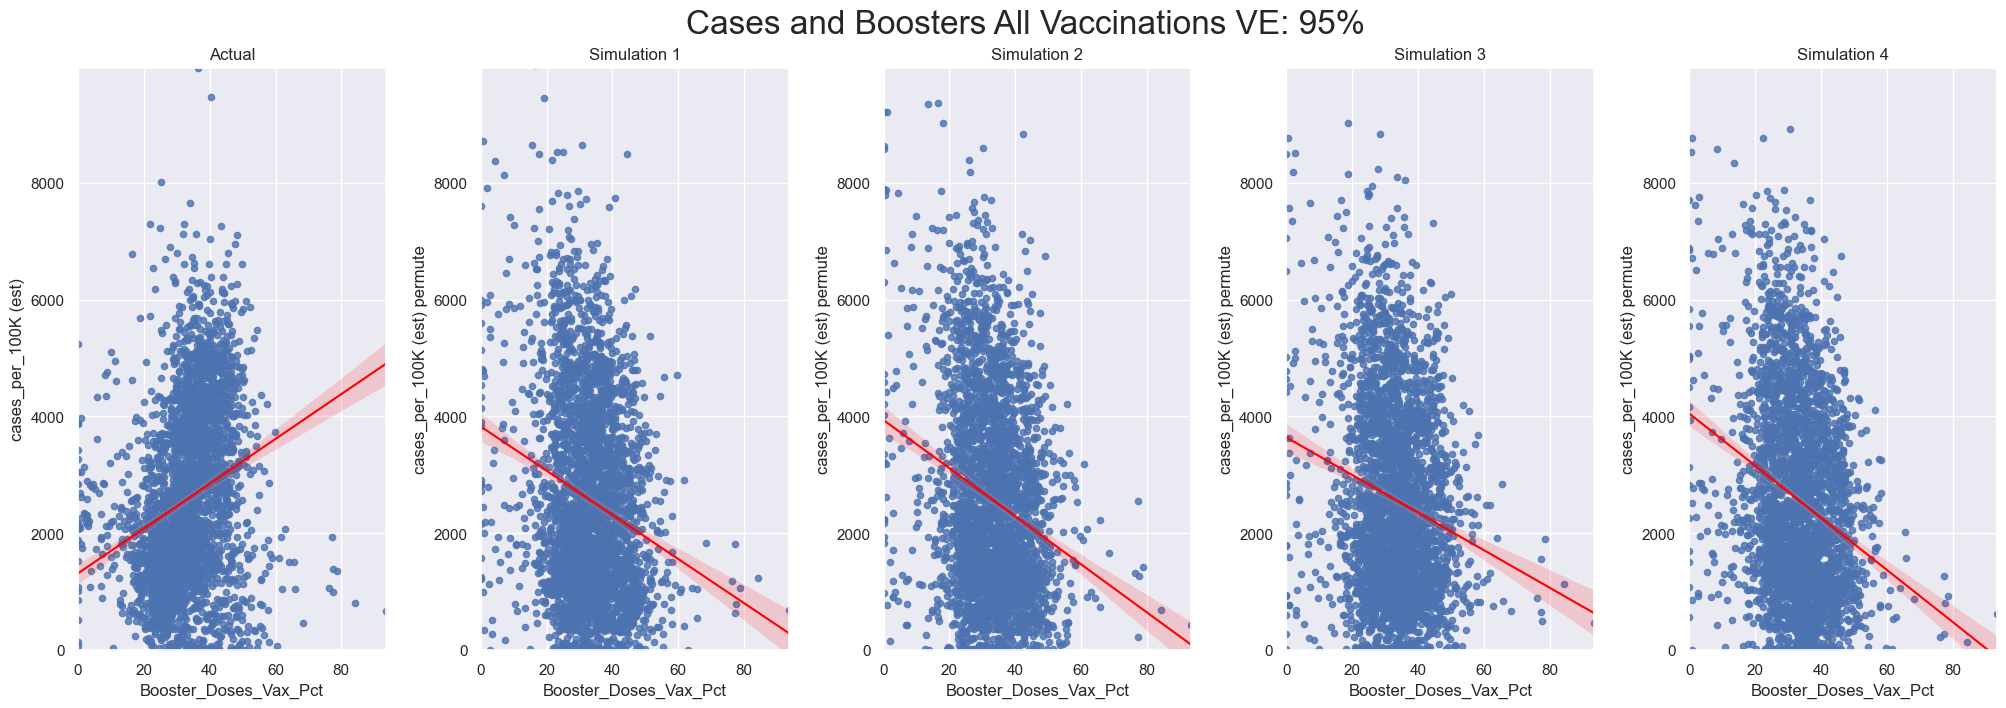 Cases and Boosters All Vaccinations VE: 95%
Actual
cases_per_100K (est)
8000
6000
4000
2000
0
0 20 40 60 80
Booster_Doses_Vax_Pct
Simulation 1
cases_per_100K (est) permute
8000
6000
4000
2000
0
0 20 40 60 80
Booster_Doses_Vax_Pct
Simulation 2
cases_per_100K (est) permute
8000
6000
4000
2000
0
0 20 40 60 80
Booster_Doses_Vax_Pct
Simulation 3
cases_per_100K (est) permute
8000
6000
4000
2000
0
0 20 40 60 80
Booster_Doses_Vax_Pct
Simulation 4
cases_per_100K (est) permute
8000
6000
4000
2000
0
0 20 40 60 80
Booster_Doses_Vax_Pct